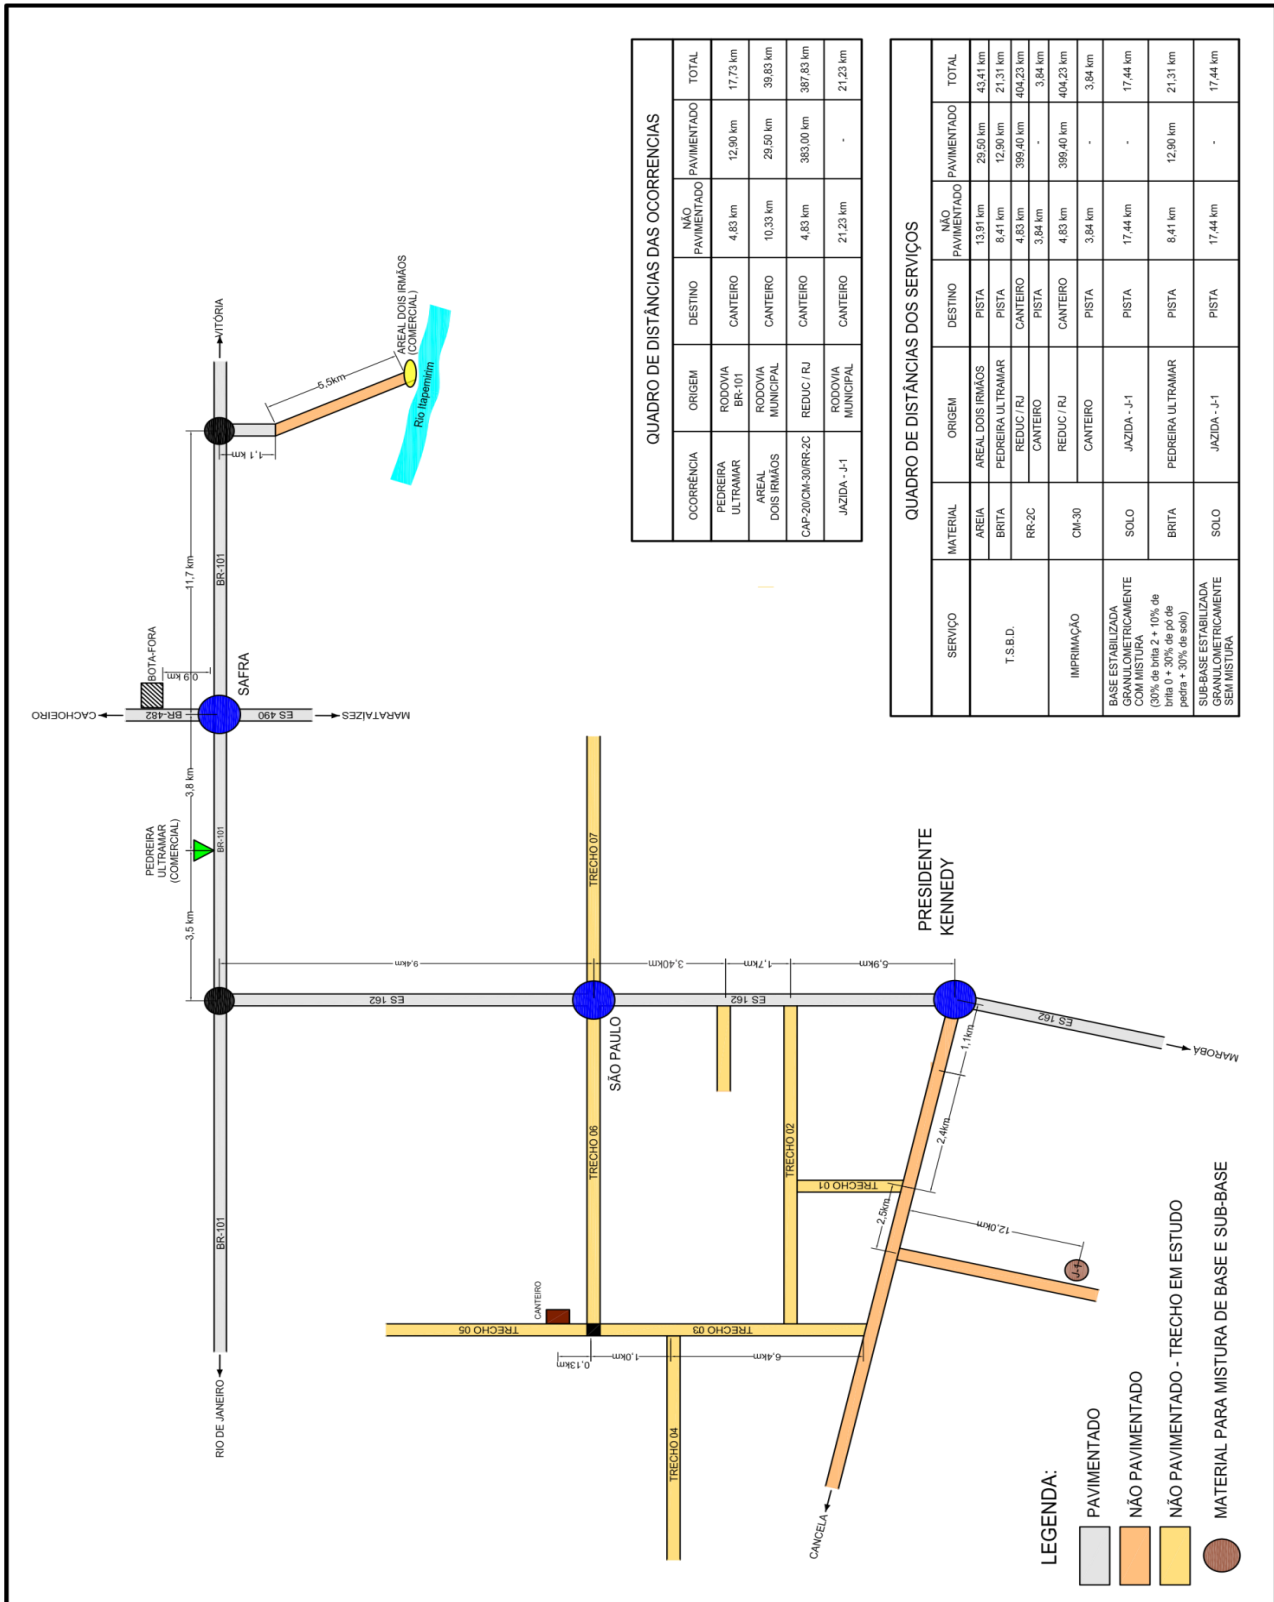 QUADRO DE DISTÂNCIAS DAS OCORRENCIAS
OCORRÊNCIA ORIGEM DESTINO NÃO PAVIMENTADO PAVIMENTADO TOTAL
PEDREIRA ULTRAMAR RODOVIA BR-101 CANTEIRO 4,83 km 12,90 km 17,73 km
AREAL DOIS IRMÃOS RODOVIA MUNICIPAL CANTEIRO 10,33 km 29,50 km 39,83 km
CAP-20/CM-30/RR-2C REDUC / RJ CANTEIRO 4,83 km 383,00 km 387,83 km
JAZIDA - J-1 RODOVIA MUNICIPAL CANTEIRO 21,23 km - 21,23 km
QUADRO DE DISTÂNCIAS DOS SERVIÇOS
SERVIÇO MATERIAL ORIGEM DESTINO NÃO PAVIMENTADO PAVIMENTADO TOTAL
T.S.B.D. AREIA AREAL DOIS IRMÃOS PISTA 13,91 km 29,50 km 43,41 km
BRITA PEDREIRA ULTRAMAR PISTA 8,41 km 12,90 km 21,31 km
RR-2C REDUC / RJ CANTEIRO 4,83 km 399,40 km 404,23 km
CANTEIRO PISTA 3,84 km - 3,84 km
IMPRIMAÇÃO CM-30 REDUC / RJ CANTEIRO 4,83 km 399,40 km 404,23 km
CANTEIRO PISTA 3,84 km - 3,84 km
BASE ESTABILIZADA
GRANULOMETRICAMENTE
COM MISTURA
(30% de brita 2 + 10% de
brita 0 + 30% de pó de
pedra + 30% de solo)
SOLO JAZIDA - J-1 PISTA 17,44 km - 17,44 km
BRITA PEDREIRA ULTRAMAR PISTA 8,41 km 12,90 km 21,31 km
SUB-BASE ESTABILIZADA
GRANULOMETRICAMENTE
SEM MISTURA
SOLO JAZIDA - J-1 PISTA 17,44 km - 17,44 km
RIO DE JANEIRO
BR-101
3,5 km
PEDREIRA
ULTRAMAR
(COMERCIAL)
BR-101
3,8 km
CACHOEIRO
BR-482
BOTA-FORA
0,9 km
SAFRA
ES 490
MARATAÍZES
11,7 km
BR-101
VITÓRIA
1,1 km
5,5km
AREAL DOIS IRMÃOS
(COMERCIAL)
Rio Itapemirim
ES 162
9,4km
SÃO PAULO
TRECHO 07
TRECHO 06
3,40km
ES 162
1,7km
5,9km
PRESIDENTE
KENNEDY
ES 162
MAROBÁ
CANTEIRO
TRECHO 05
0,13km
1,0km
TRECHO 03
6,4km
TRECHO 04
TRECHO 02
TRECHO 01
1,1km
2,4km
2,5km
12,0km
J-1
CANCELA
LEGENDA:
PAVIMENTADO
NÃO PAVIMENTADO
NÃO PAVIMENTADO - TRECHO EM ESTUDO
MATERIAL PARA MISTURA DE BASE E SUB-BASE